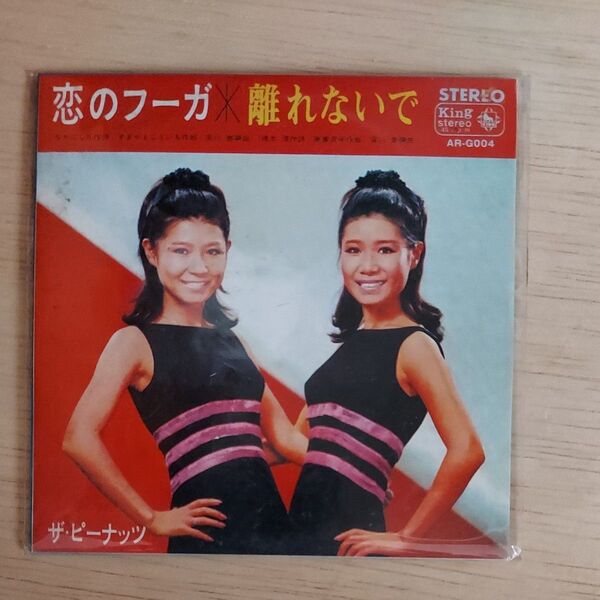 恋のフーガ
離れないで
STEREO
King
stereo
AR-G004
ザ・ピーナッツ